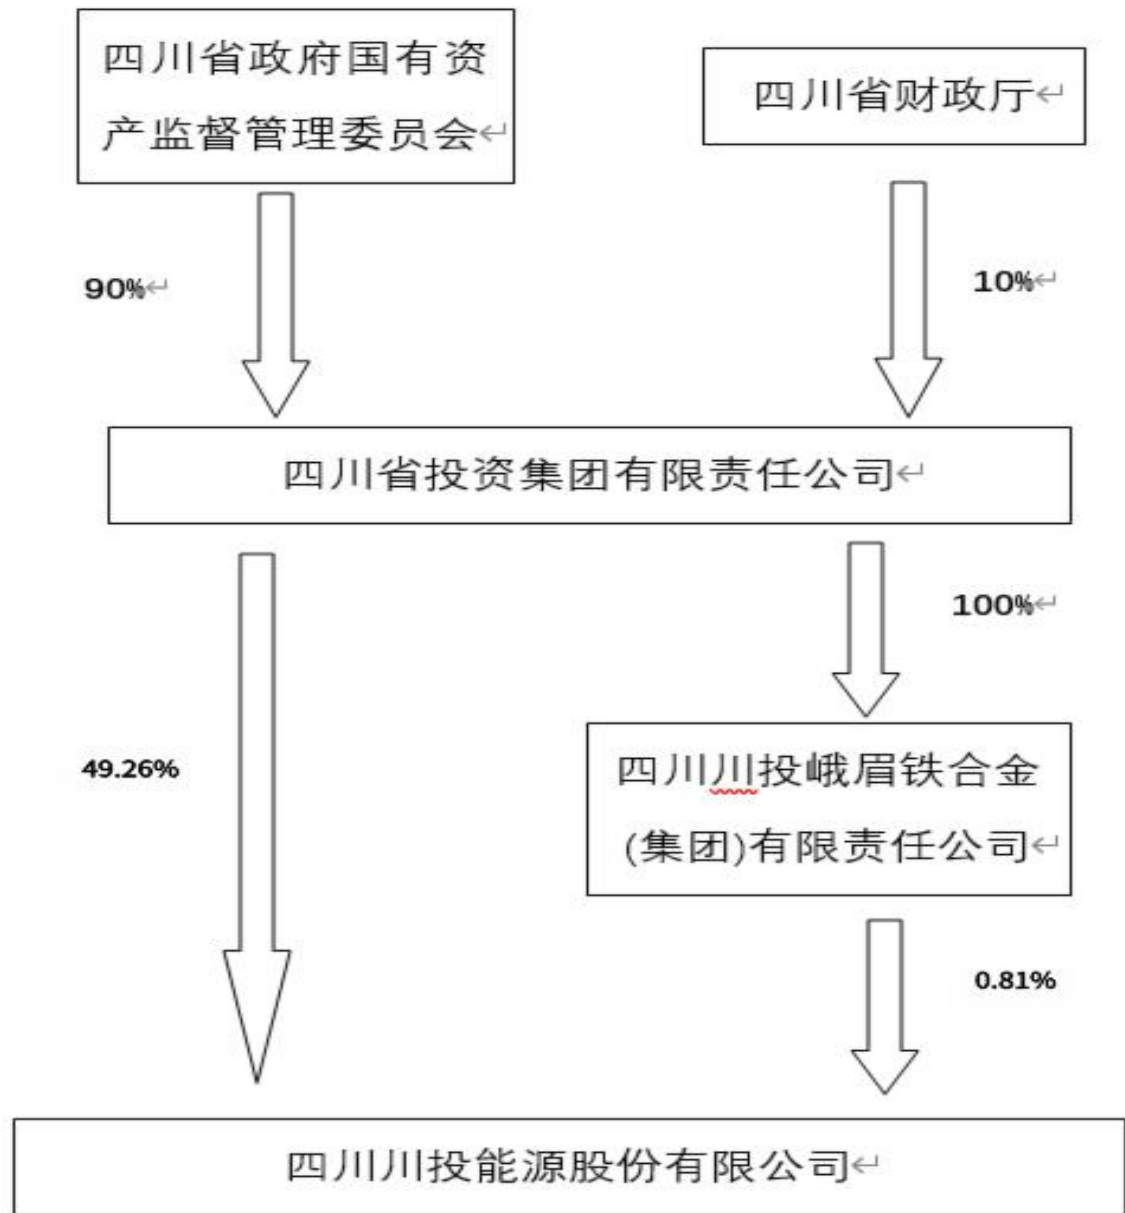 四川省政府国有资
产监督管理委员会
四川省财政厅
90%
10%
四川省投资集团有限责任公司
100%
49.26%
四川川投峨眉铁合金
(集团)有限责任公司
0.81%
四川川投能源股份有限公司